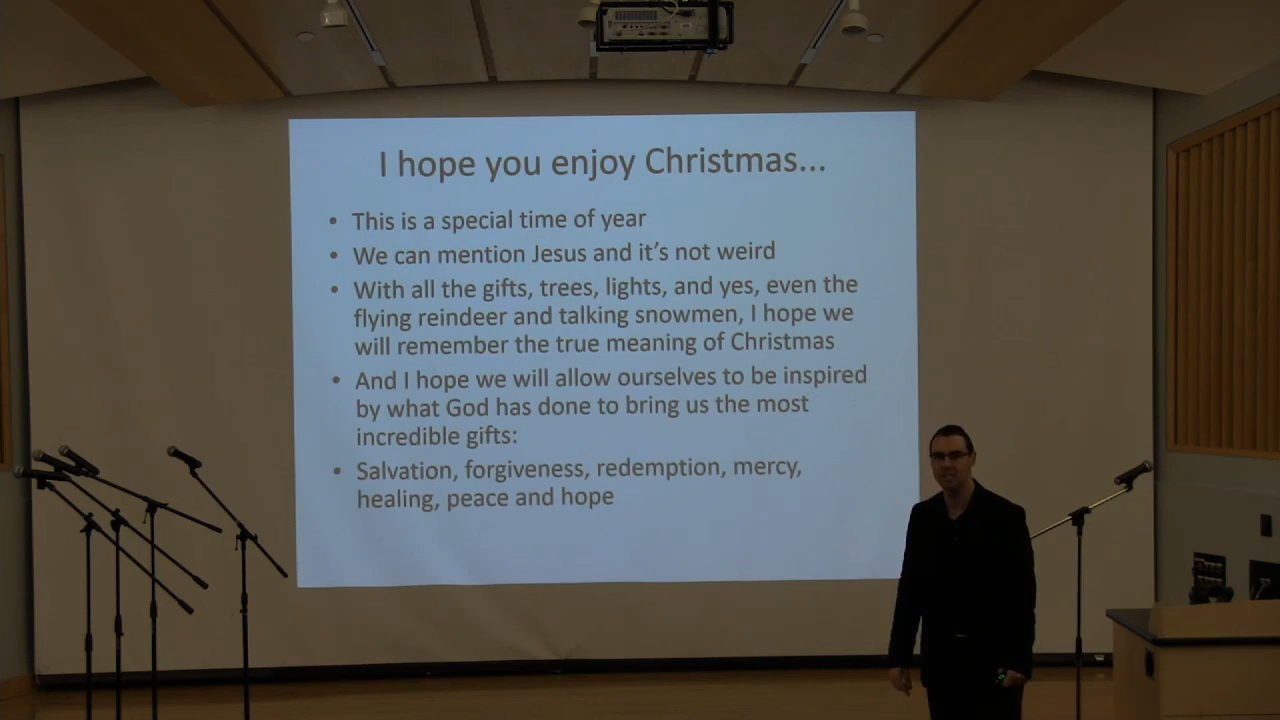 I hope you enjoy Christmas...
• This is a special time of year
• We can mention Jesus and it's not weird
• With all the gifts, trees, lights, and yes, even the
flying reindeer and talking snowmen, I hope we
will remember the true meaning of Christmas
• And I hope we will allow ourselves to be inspired
by what God has done to bring us the most
incredible gifts:
• Salvation, forgiveness, redemption, mercy,
healing, peace and hope